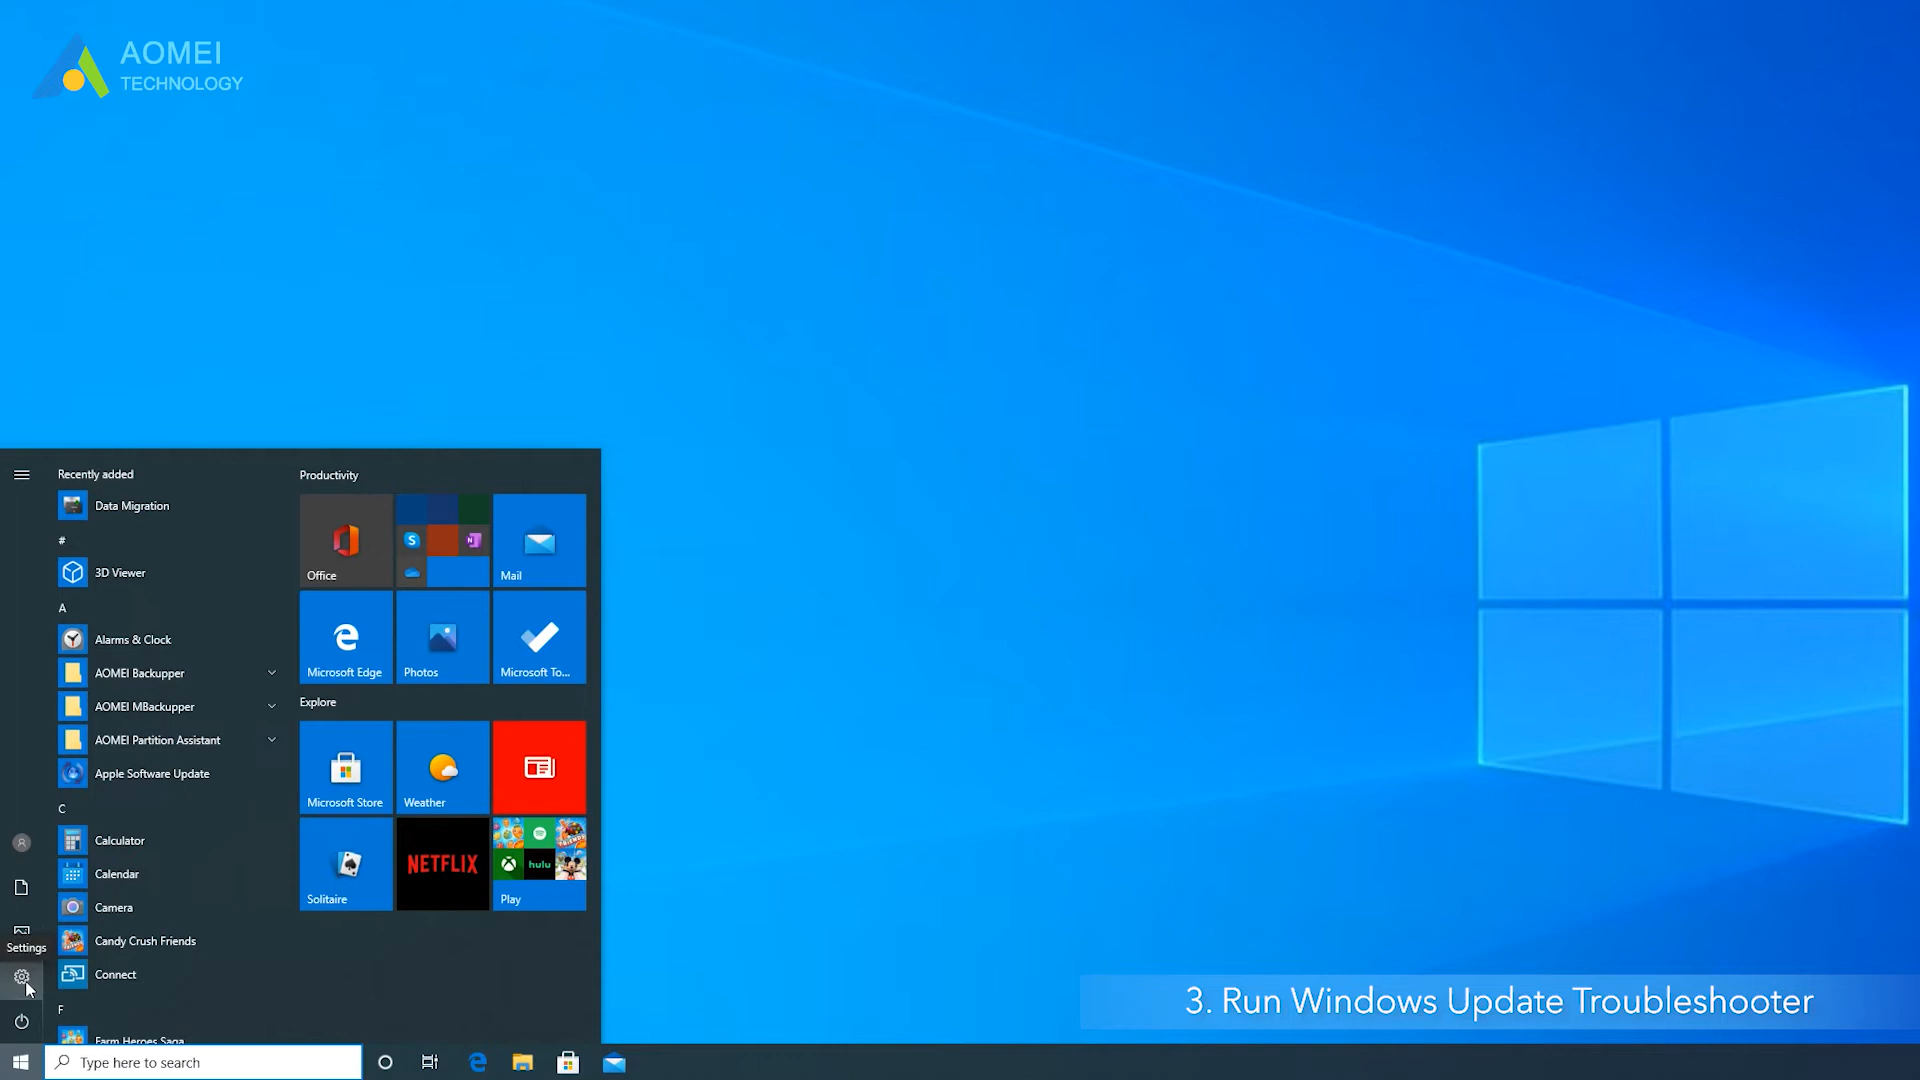 AOMEI
TECHNOLOGY
Recently added
Data Migration
#
3D Viewer
A
Alarms & Clock
AOMEI Backupper
AOMEI MBackupper
AOMEI Partition Assistant
Apple Software Update
C
Calculator
Calendar
Camera
Candy Crush Friends
Connect
F
Farm Heroes Saga
Settings
Productivity
Office
S
N
Mail
Microsoft Edge
Photos
Microsoft To...
Explore
Microsoft Store
Weather
Solitaire
NETFLIX
hulu
Play
3. Run Windows Update Troubleshooter
Type here to search